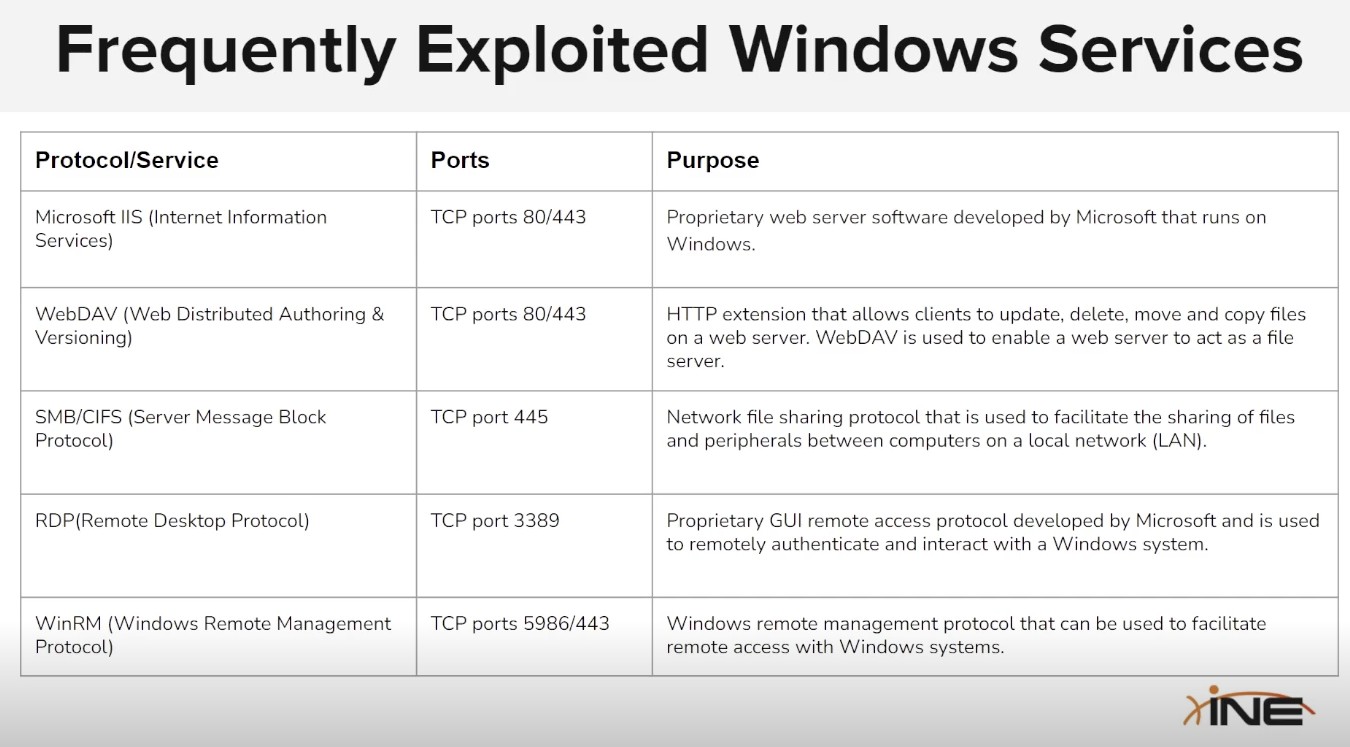 Frequently Exploited Windows Services
Protocol/Service
Ports
Purpose
Microsoft IIS (Internet Information
Services)
TCP ports 80/443
Proprietary web server software developed by Microsoft that runs on
Windows.
WebDAV (Web Distributed Authoring &
Versioning)
TCP ports 80/443
HTTP extension that allows clients to update, delete, move and copy files
on a web server. WebDAV is used to enable a web server to act as a file
server.
SMB/CIFS (Server Message Block
Protocol)
TCP port 445
Network file sharing protocol that is used to facilitate the sharing of files
and peripherals between computers on a local network (LAN).
RDP(Remote Desktop Protocol)
TCP port 3389
Proprietary GUI remote access protocol developed by Microsoft and is used
to remotely authenticate and interact with a Windows system.
WinRM (Windows Remote Management
Protocol)
TCP ports 5986/443
Windows remote management protocol that can be used to facilitate
remote access with Windows systems.
INE